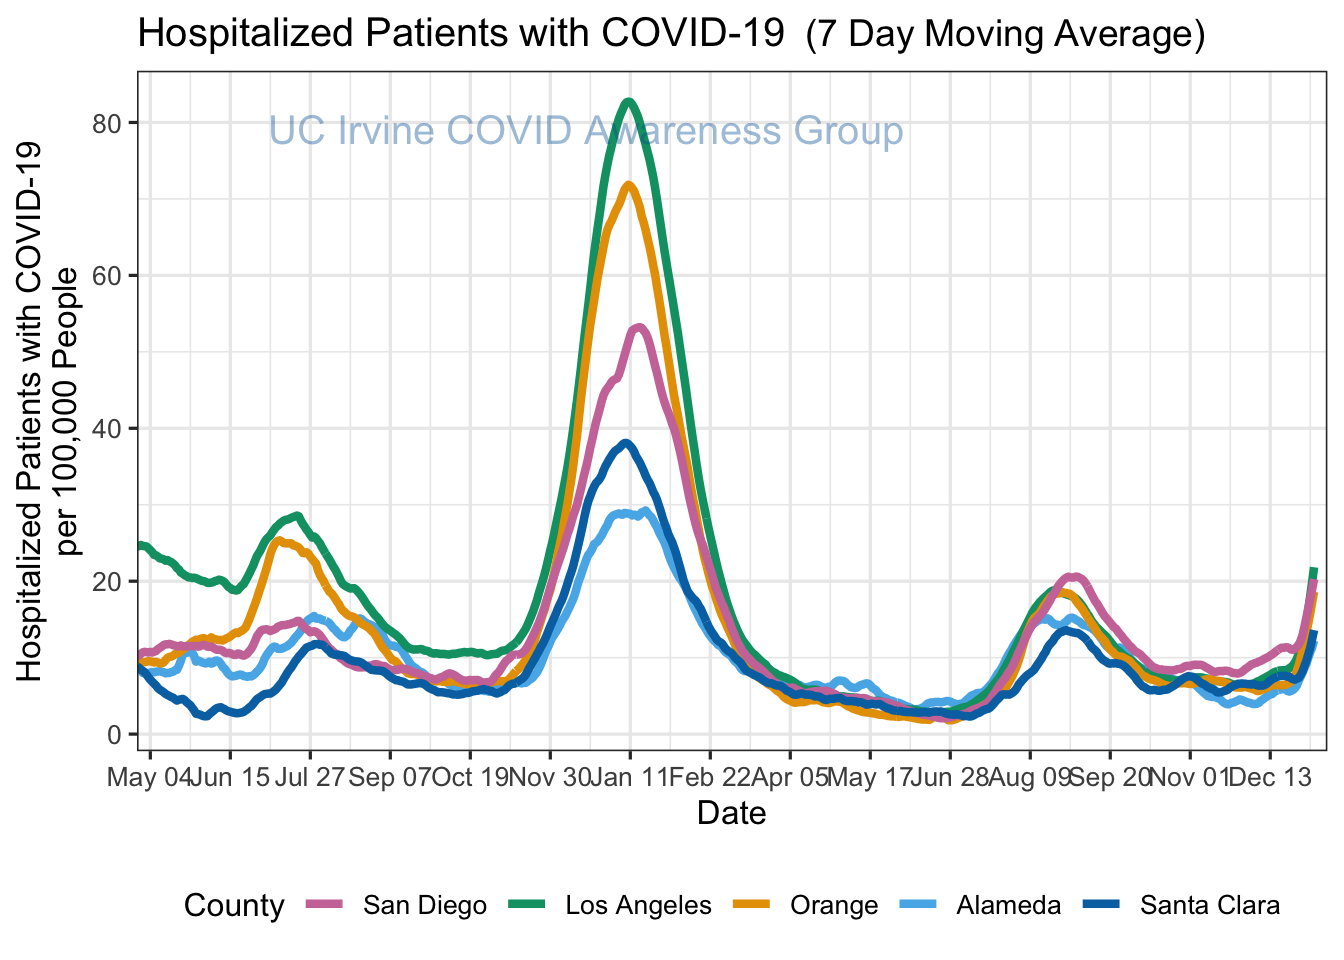 Hospitalized Patients with COVID-19  (7 Day Moving Average)
UC Irvine COVID Awareness Group
Hospitalized Patients with COVID-19
per 100,000 People
80
60
40
20
0
May 04 Jun 15 Jul 27 Sep 07 Oct 19 Nov 30 Jan 11 Feb 22 Apr 05 May 17 Jun 28 Aug 09 Sep 20 Nov 01 Dec 13
Date
County San Diego Los Angeles Orange Alameda Santa Clara